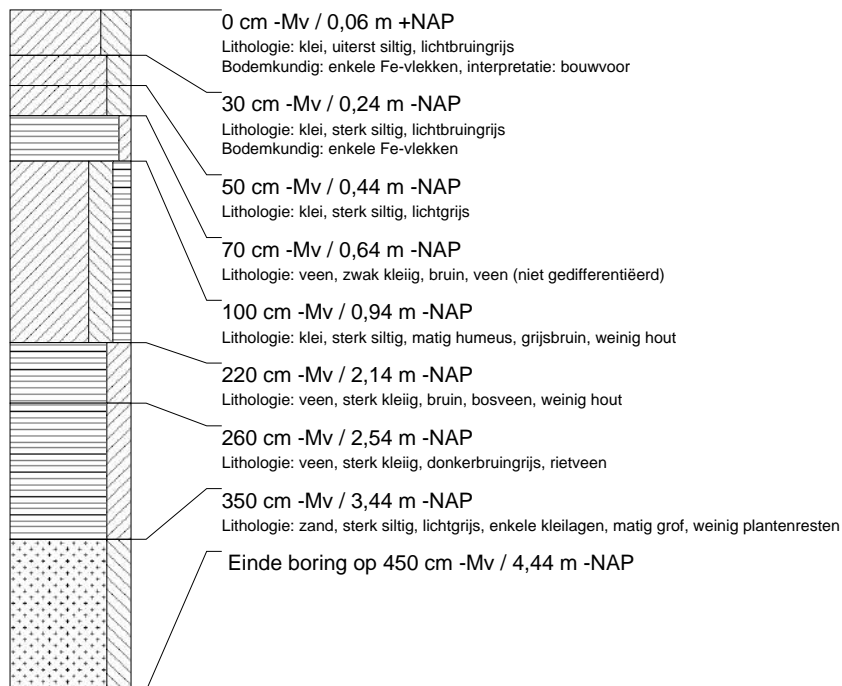 0 cm -Mv / 0,06 m +NAP
Lithologie: klei, uiterst siltig, lichtbruingrijs
Bodemkundig: enkele Fe-vlekken, interpretatie: bouwvoor
30 cm -Mv / 0,24 m -NAP
Lithologie: klei, sterk siltig, lichtbruingrijs
Bodemkundig: enkele Fe-vlekken
50 cm -Mv / 0,44 m -NAP
Lithologie: klei, sterk siltig, lichtgrijs
70 cm -Mv / 0,64 m -NAP
Lithologie: veen, zwak kleiig, bruin, veen (niet gedifferentiëerd)
100 cm -Mv / 0,94 m -NAP
Lithologie: klei, sterk siltig, matig humeus, grijsbruin, weinig hout
220 cm -Mv / 2,14 m -NAP
Lithologie: veen, sterk kleiig, bruin, bosveen, weinig hout
260 cm -Mv / 2,54 m -NAP
Lithologie: veen, sterk kleiig, donkerbruingrijs, rietveen
350 cm -Mv / 3,44 m -NAP
Lithologie: zand, sterk siltig, lichtgrijs, enkele kleilagen, matig grof, weinig plantenresten
Einde boring op 450 cm -Mv / 4,44 m -NAP